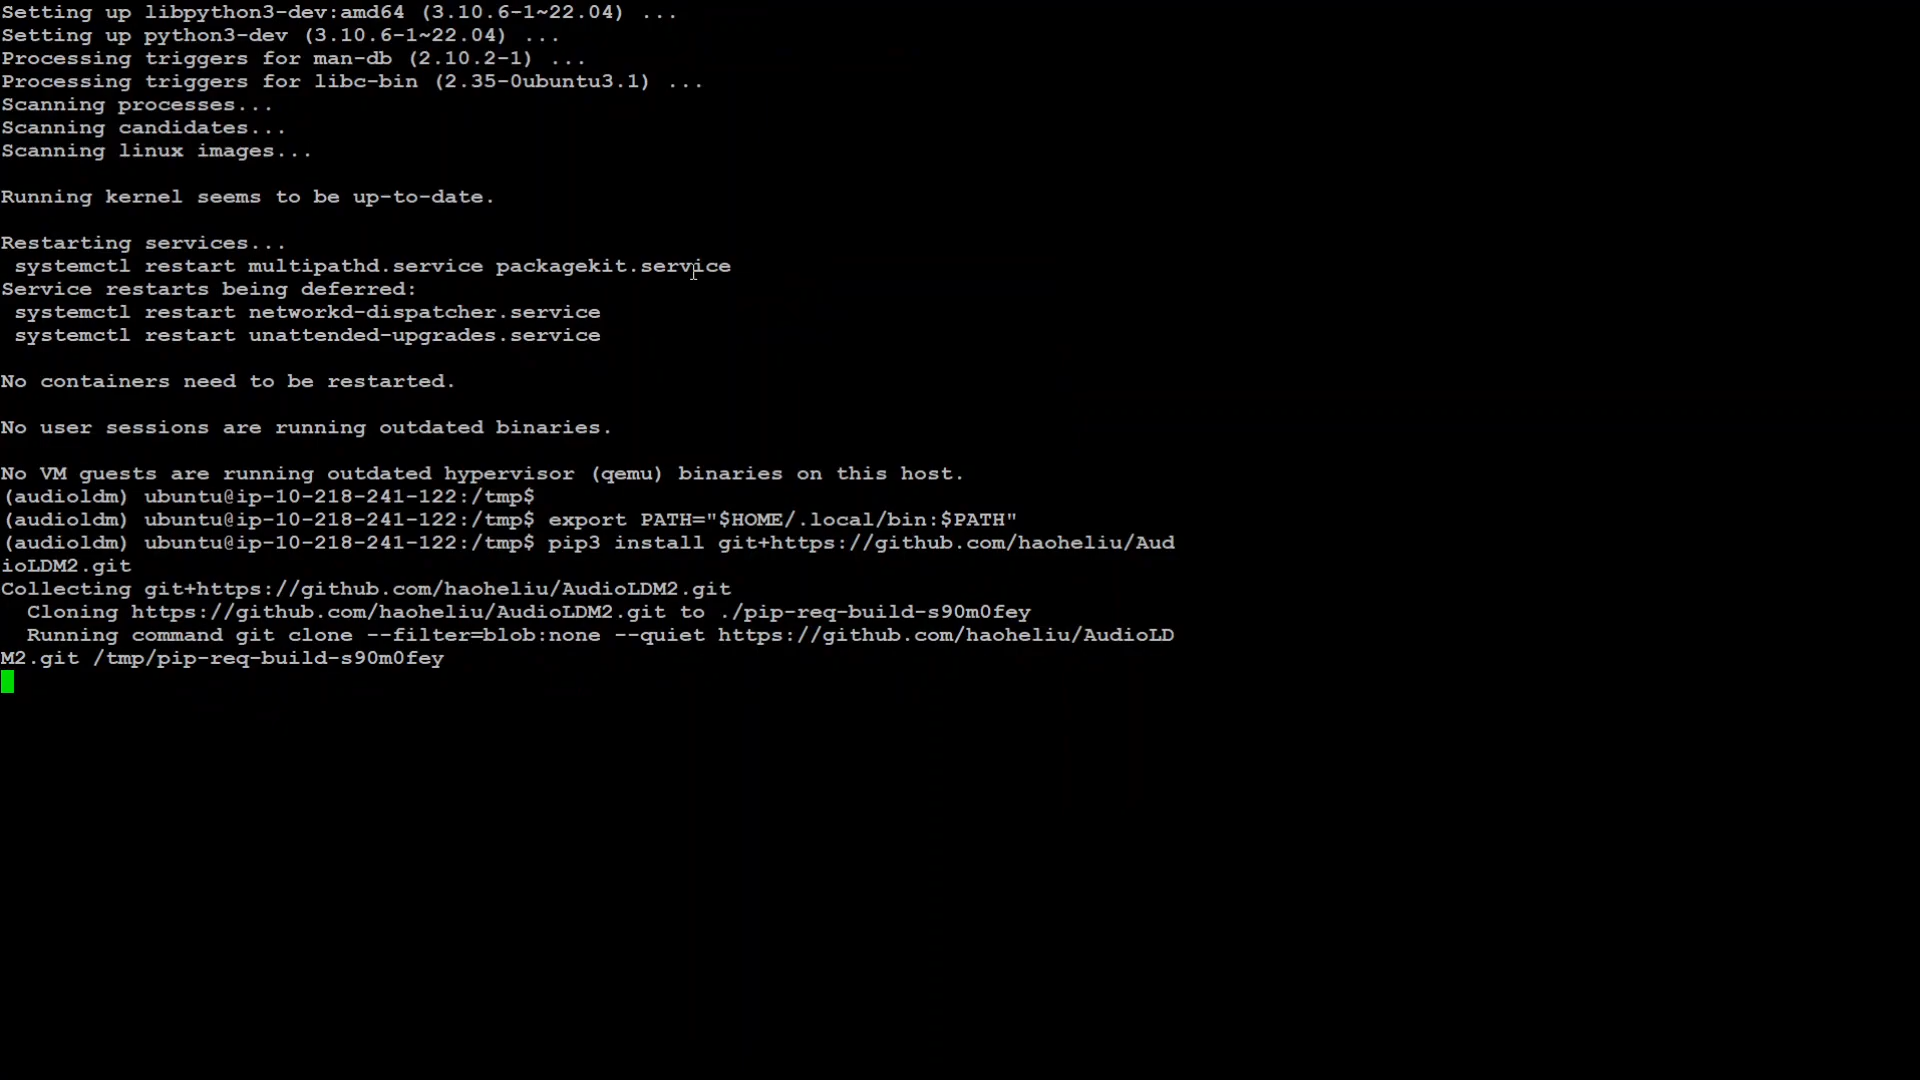 Setting up libpython3-dev:amd64 (3.10.6-1~22.04) ...
Setting up python3-dev (3.10.6-1~22.04) ...
Processing triggers for man-db (2.10.2-1) ...
Processing triggers for libc-bin (2.35-0ubuntu3.1) ...
Scanning processes...
Scanning candidates...
Scanning linux images...
Running kernel seems to be up-to-date.
Restarting services...
 systemctl restart multipathd.service packagekit.service
Service restarts being deferred:
 systemctl restart networkd-dispatcher.service
 systemctl restart unattended-upgrades.service
No containers need to be restarted.
No user sessions are running outdated binaries.
No VM guests are running outdated hypervisor (qemu) binaries on this host.
(audioldm) ubuntu@ip-10-218-241-122:/tmp$
(audioldm) ubuntu@ip-10-218-241-122:/tmp$ export PATH="$HOME/.local/bin:$PATH"
(audioldm) ubuntu@ip-10-218-241-122:/tmp$ pip3 install git+https://github.com/haoheliu/Aud
ioLDM2.git
Collecting git+https://github.com/haoheliu/AudioLDM2.git
  Cloning https://github.com/haoheliu/AudioLDM2.git to ./pip-req-build-s90m0fey
  Running command git clone --filter=blob:none --quiet https://github.com/haoheliu/AudioLD
M2.git /tmp/pip-req-build-s90m0fey